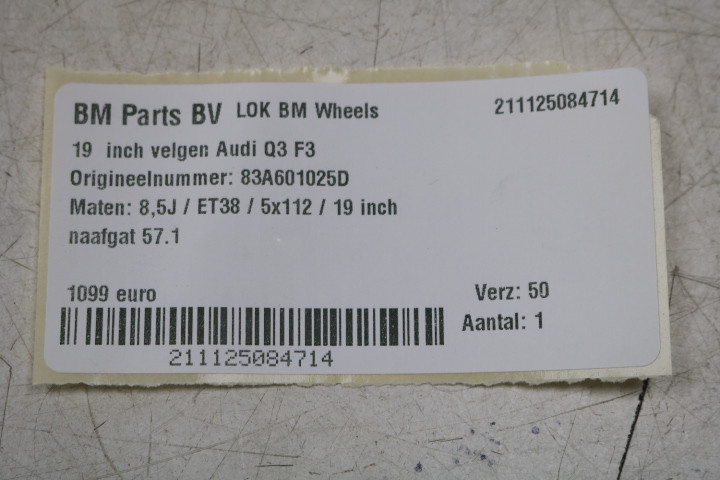 BM Parts BV LOK BM Wheels 211125084714
19 inch velgen Audi Q3 F3
Origineelnummer: 83A601025D
Maten: 8,5J / ET38 / 5x112 / 19 inch
naafgat 57.1
1099 euro Verz: 50
Aantal: 1
211125084714